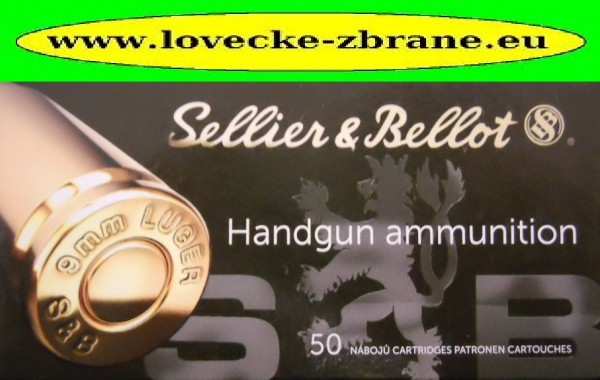 www.lovecke-zbrane.eu
Sellier & Bellot S&B ®
Handgun ammunition
9mm LUGER
S&B
S&B
50 NÁBOJŮ CARTRIDGES PATRONEN CARTOUCHES